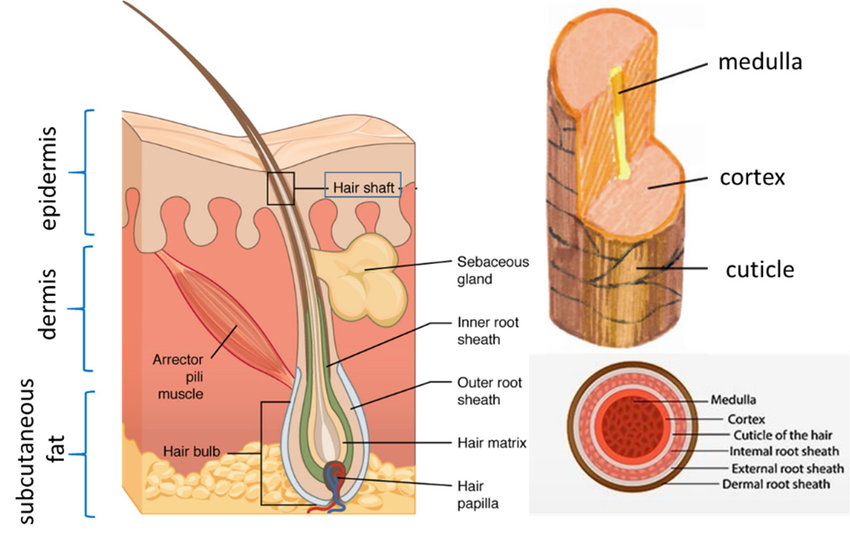 epidermis
dermis
subcutaneous
fat
Hair shaft
Sebaceous
gland
Inner root
sheath
Arrector
pili
muscle
Outer root
sheath
Hair bulb
Hair matrix
Hair
papilla
medulla
cortex
cuticle
Medulla
Cortex
Cuticle of the hair
Internal root sheath
External root sheath
Dermal root sheath